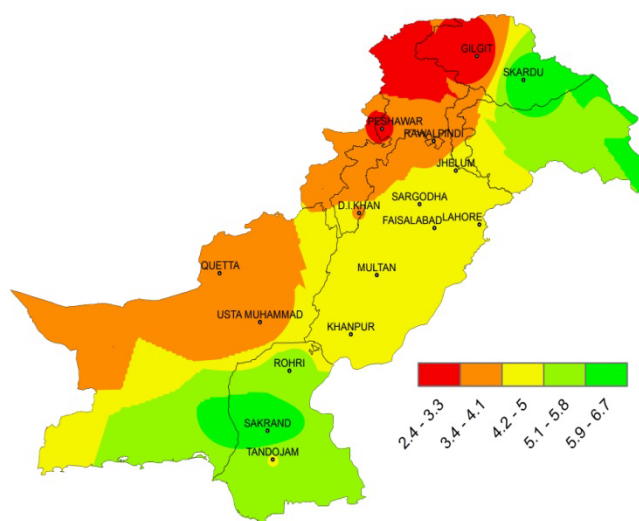 GILGIT
SKARDU
PESHAWAR
RAWALPINDI
JHELUM
SARGODHA
D.I.KHAN
FAISALABAD
LAHORE
QUETTA
MULTAN
USTA MUHAMMAD
KHANPUR
ROHRI
SAKRAND
TANDOJAM
2.4 - 3.3
3.4 - 4.1
4.2 - 5
5.1 - 5.8
5.9 - 6.7